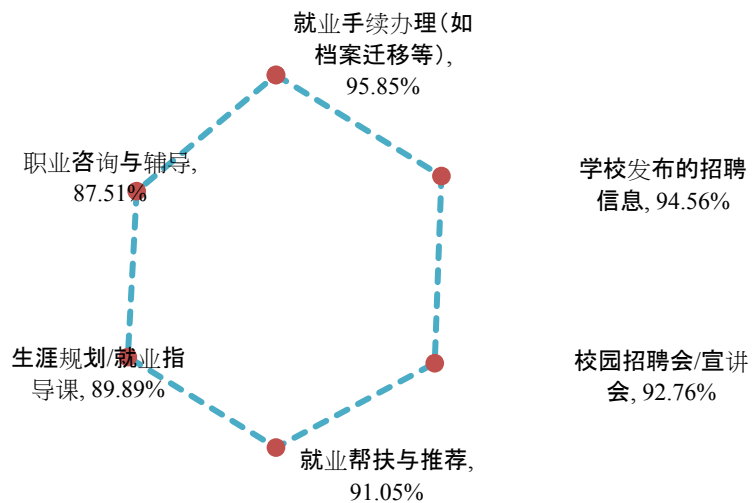 就业手续办理(如
档案迁移等),
95.85%
学校发布的招聘
信息, 94.56%
校园招聘会/宣讲
会, 92.76%
就业帮扶与推荐,
91.05%
生涯规划/就业指
导课, 89.89%
职业咨询与辅导,
87.51%